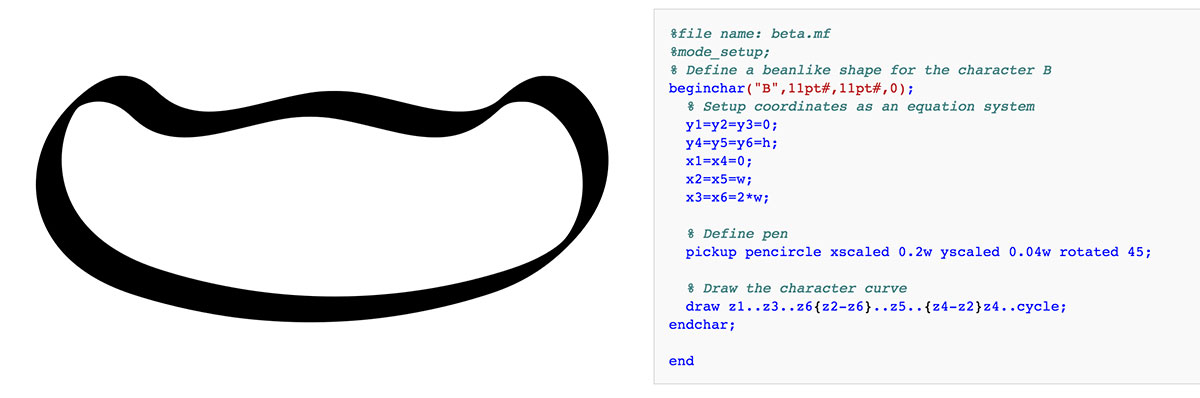 %file name: beta.mf
%mode_setup;
% Define a beanlike shape for the character B
beginchar("B",11pt#,11pt#,0);
% Setup coordinates as an equation system
y1=y2=y3=0;
y4=y5=y6=h;
x1=x4=0;
x2=x5=w;
x3=x6=2*w;
% Define pen
pickup pencircle xscaled 0.2w yscaled 0.04w rotated 45;
% Draw the character curve
draw z1..z3..z6{z2-z6}..z5..{z4-z2}z4..cycle;
endchar;
end